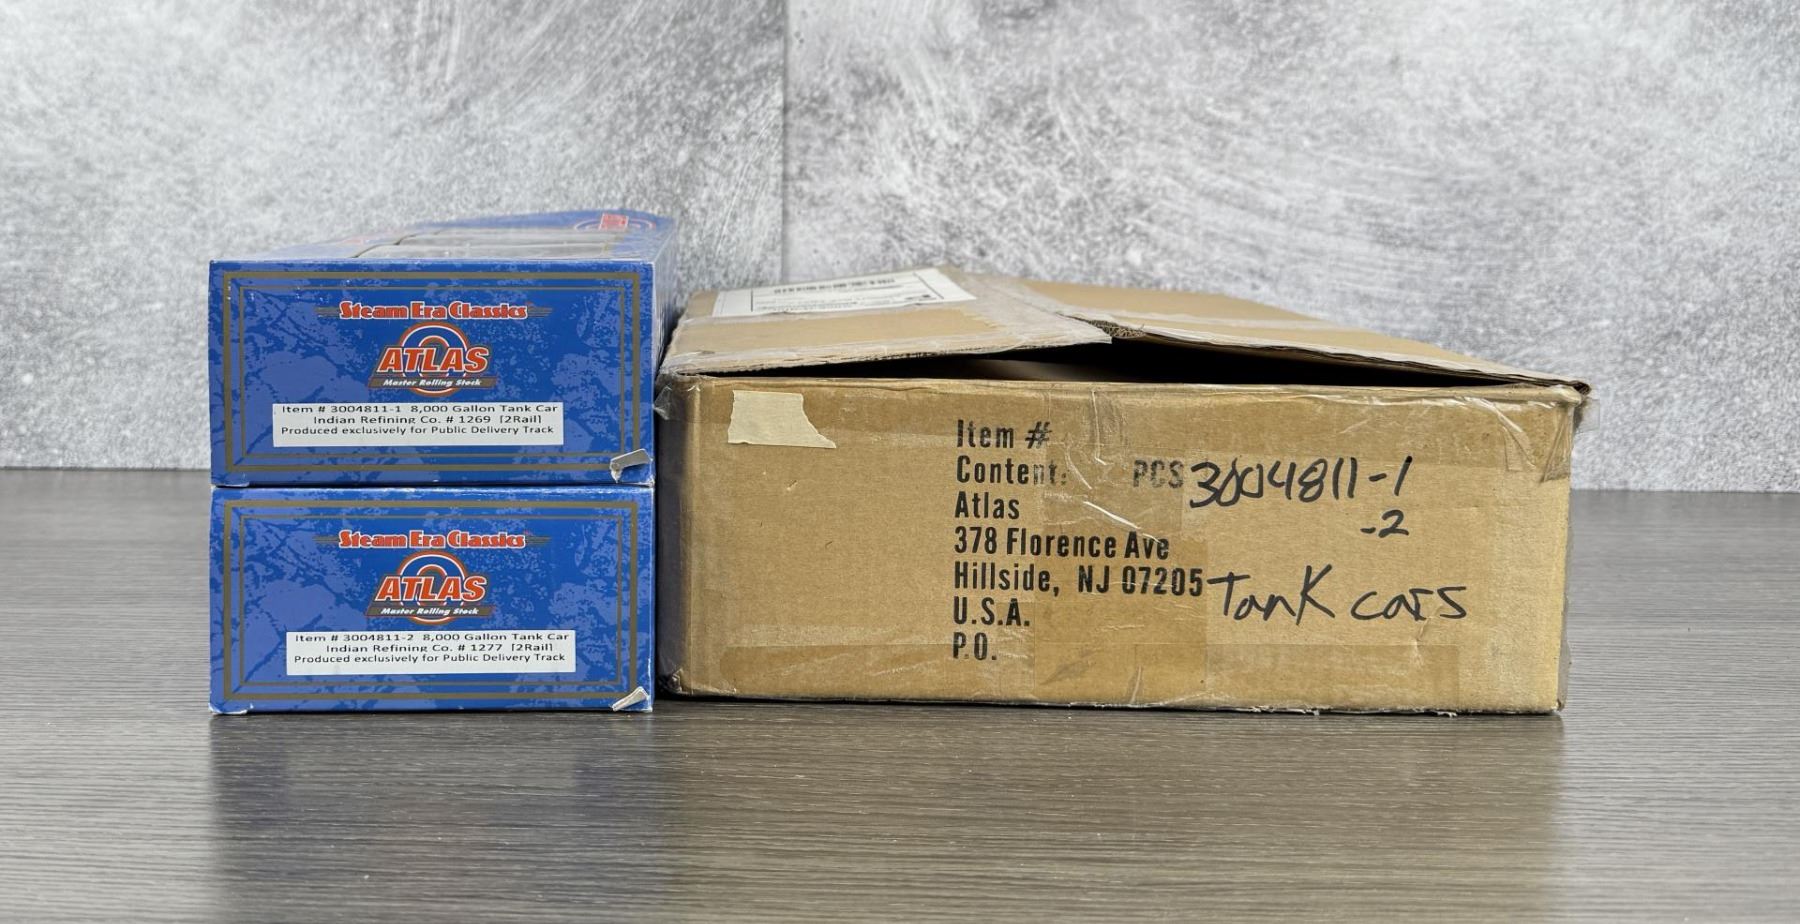 Steam Era Classics
ATLAS
Master Rolling Stock
Item # 3004811-1 8,000 Gallon Tank Car
Indian Refining Co. # 1269 [2Rail]
Produced exclusively for Public Delivery Track
Steam Era Classics
ATLAS
Master Rolling Stock
Item # 3004811-2 8,000 Gallon Tank Car
Indian Refining Co. # 1277 [2Rail]
Produced exclusively for Public Delivery Track
Item #
Content: PCS 3004811-1
-2
Atlas
378 Florence Ave
Hillside, NJ 07205 Tank cars
U.S.A.
P.O.